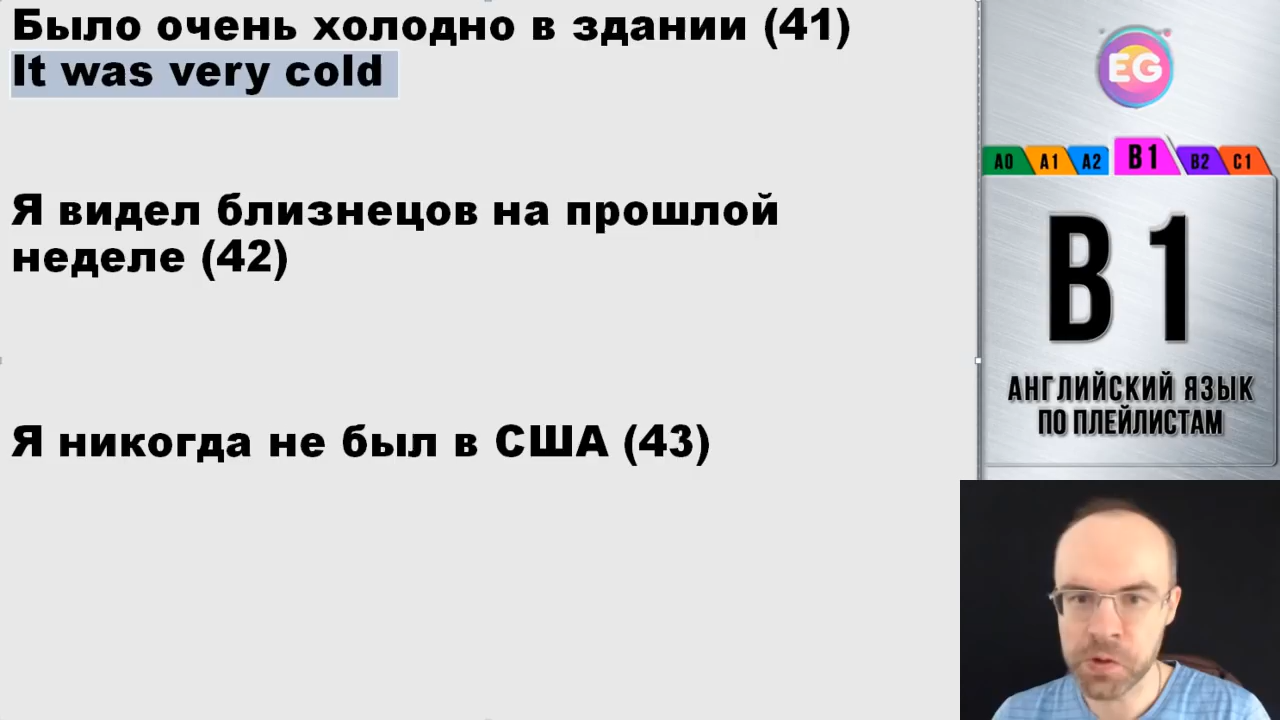 Было очень холодно в здании (41)
It was very cold
Я видел близнецов на прошлой
неделе (42)
Я никогда не был в США (43)
EG
A0 A1 A2 B1 B2 C1
B1
АНГЛИЙСКИЙ ЯЗЫК
ПО ПЛЕЙЛИСТАМ